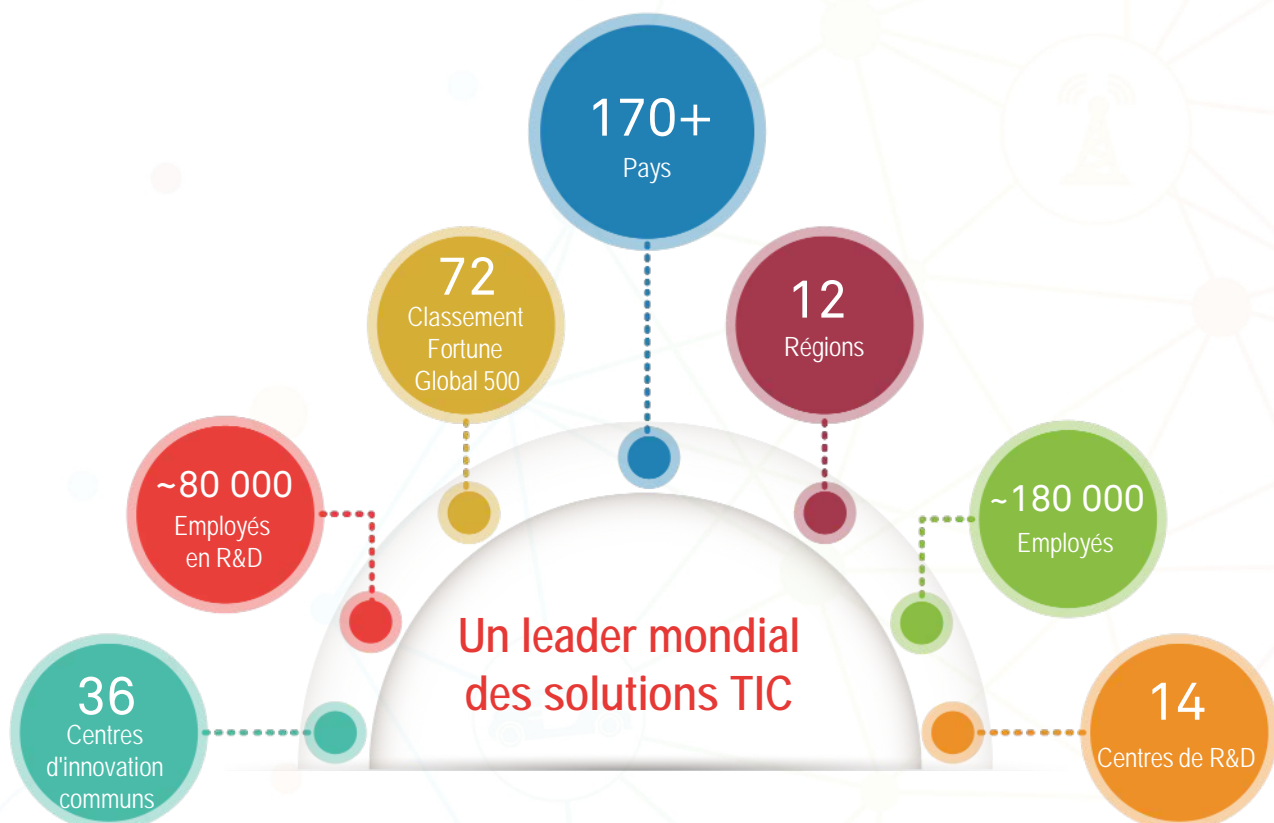 170+
Pays
72
Classement
Fortune
Global 500
12
Régions
~80 000
Employés
en R&D
~180 000
Employés
Un leader mondial
des solutions TIC
36
Centres
d'innovation
communs
14
Centres de R&D